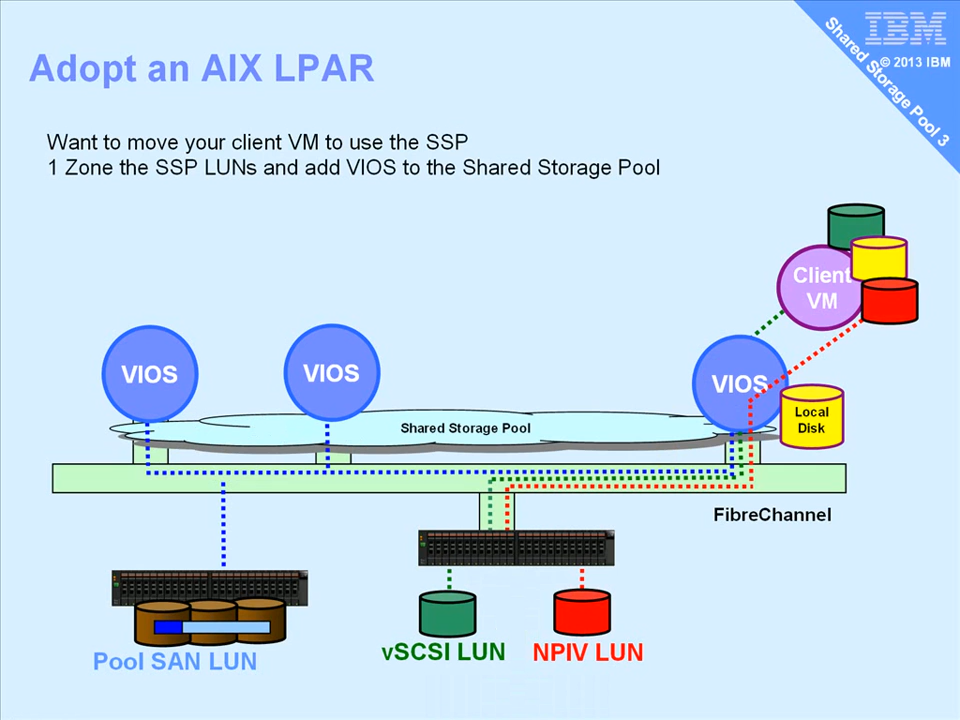 IBM
© 2013 IBM
Shared Storage Pool 3
Adopt an AIX LPAR
Want to move your client VM to use the SSP
1 Zone the SSP LUNs and add VIOS to the Shared Storage Pool
Client
VM
VIOS
VIOS
VIOS
Local
Disk
Shared Storage Pool
FibreChannel
Pool SAN LUN
vSCSI LUN
NPIV LUN